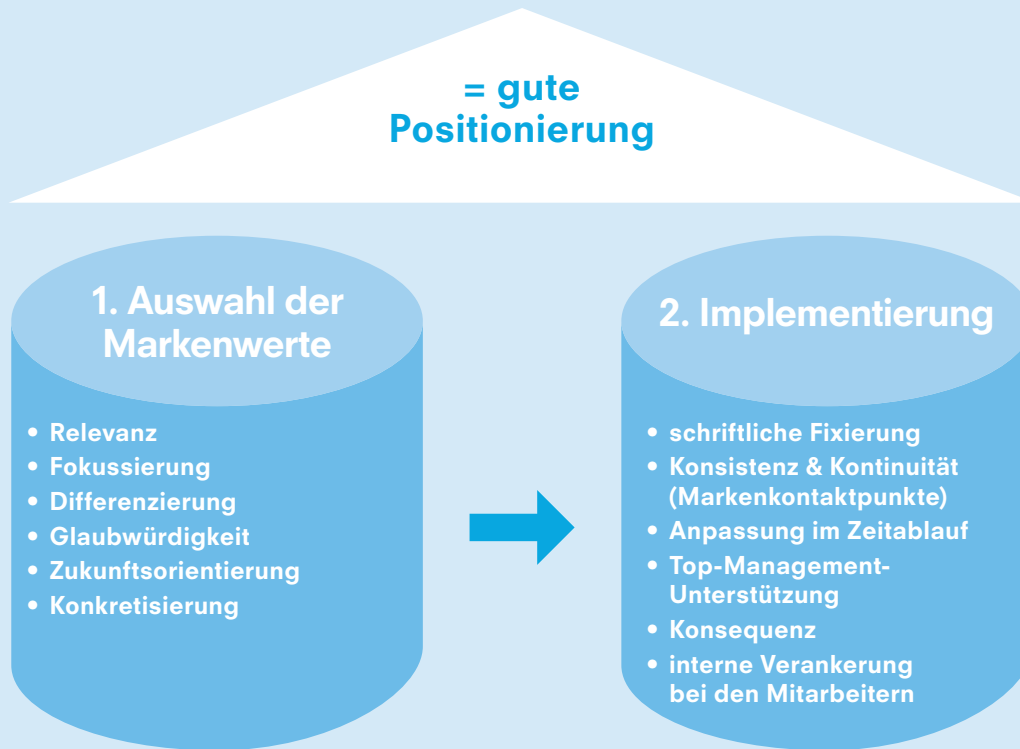 = gute
Positionierung
1. Auswahl der
Markenwerte
• Relevanz
• Fokussierung
• Differenzierung
• Glaubwürdigkeit
• Zukunftsorientierung
• Konkretisierung
2. Implementierung
• schriftliche Fixierung
• Konsistenz & Kontinuität
(Markenkontaktpunkte)
• Anpassung im Zeitablauf
• Top-Management-
Unterstützung
• Konsequenz
• interne Verankerung
bei den Mitarbeitern